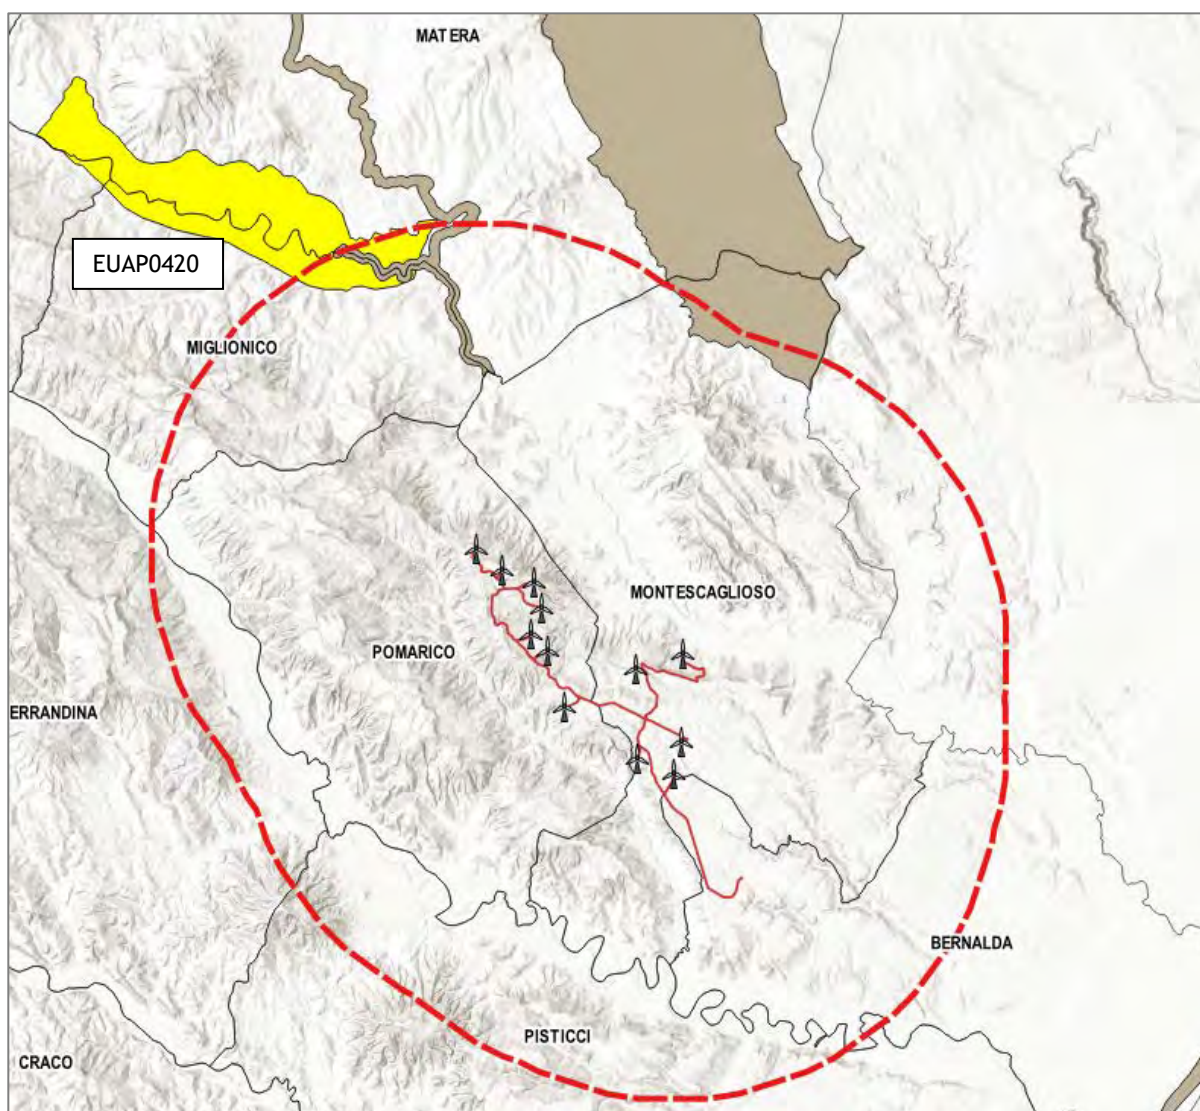 MATERA
EUAP0420
MIGLIONICO
MONTESCAGLIOSO
POMARICO
ERRANDINA
BERNALDA
PISTICCI
CRACO